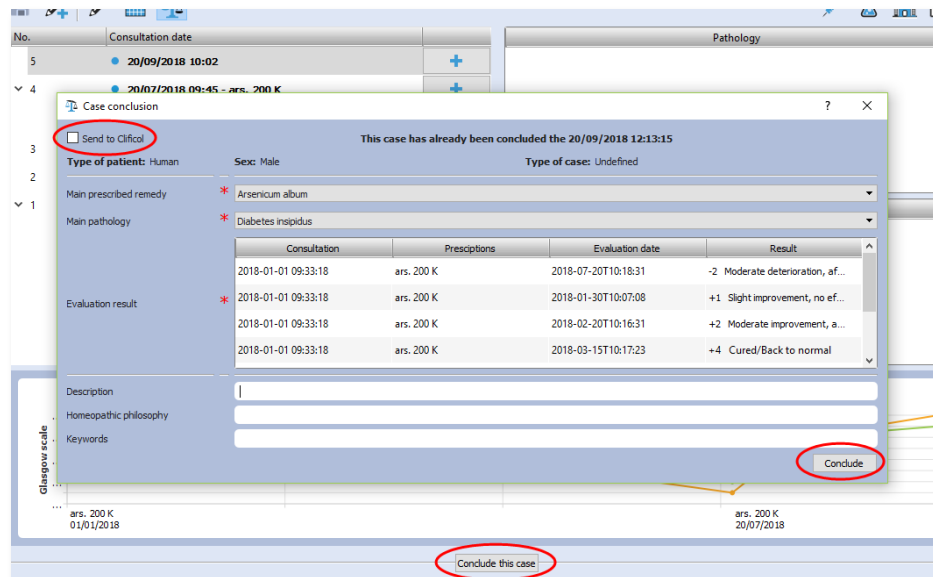 No. Consultation date Pathology
5 20/09/2018 10:02
4 20/07/2018 09:45 - ars. 200 K
3
2
1
Case conclusion ? ×
Send to Clificol This case has already been concluded the 20/09/2018 12:13:15
Type of patient: Human Sex: Male Type of case: Undefined
Main prescribed remedy * Arsenicum album
Main pathology * Diabetes insipidus
Consultation Presciptions Evaluation date Result
2018-01-01 09:33:18 ars. 200 K 2018-07-20T10:18:31 -2 Moderate deterioration, af...
Evaluation result * 2018-01-01 09:33:18 ars. 200 K 2018-01-30T10:07:08 +1 Slight improvement, no ef...
2018-01-01 09:33:18 ars. 200 K 2018-02-20T10:16:31 +2 Moderate improvement, a...
2018-01-01 09:33:18 ars. 200 K 2018-03-15T10:17:23 +4 Cured/Back to normal
Description
Homeopathic philosophy
Keywords
Conclude
Glasgow scale
ars. 200 K ars. 200 K
01/01/2018 20/07/2018
Conclude this case